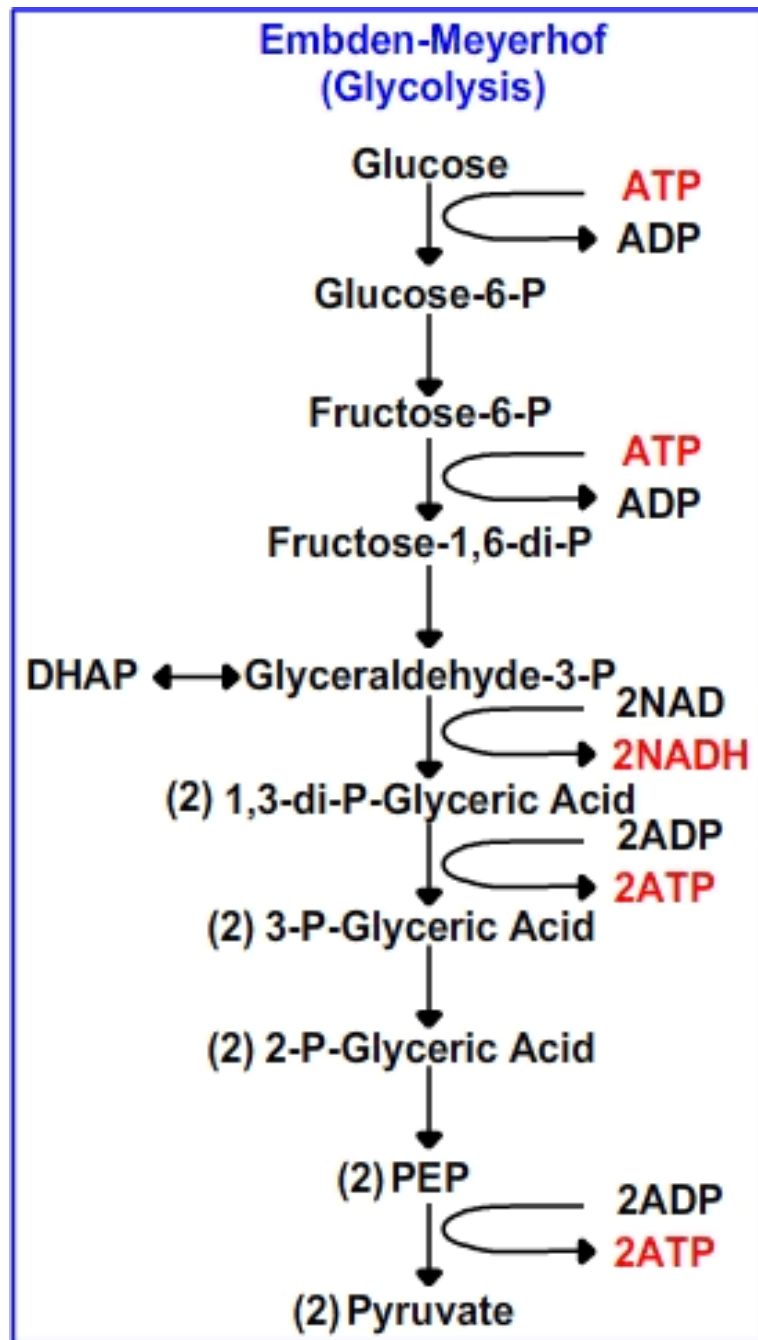 Embden-Meyerhof
(Glycolysis)
Glucose
ATP
ADP
Glucose-6-P
Fructose-6-P
ATP
ADP
Fructose-1,6-di-P
DHAP
Glyceraldehyde-3-P
2NAD
2NADH
(2) 1,3-di-P-Glyceric Acid
2ADP
2ATP
(2) 3-P-Glyceric Acid
(2) 2-P-Glyceric Acid
(2) PEP
2ADP
2ATP
(2) Pyruvate